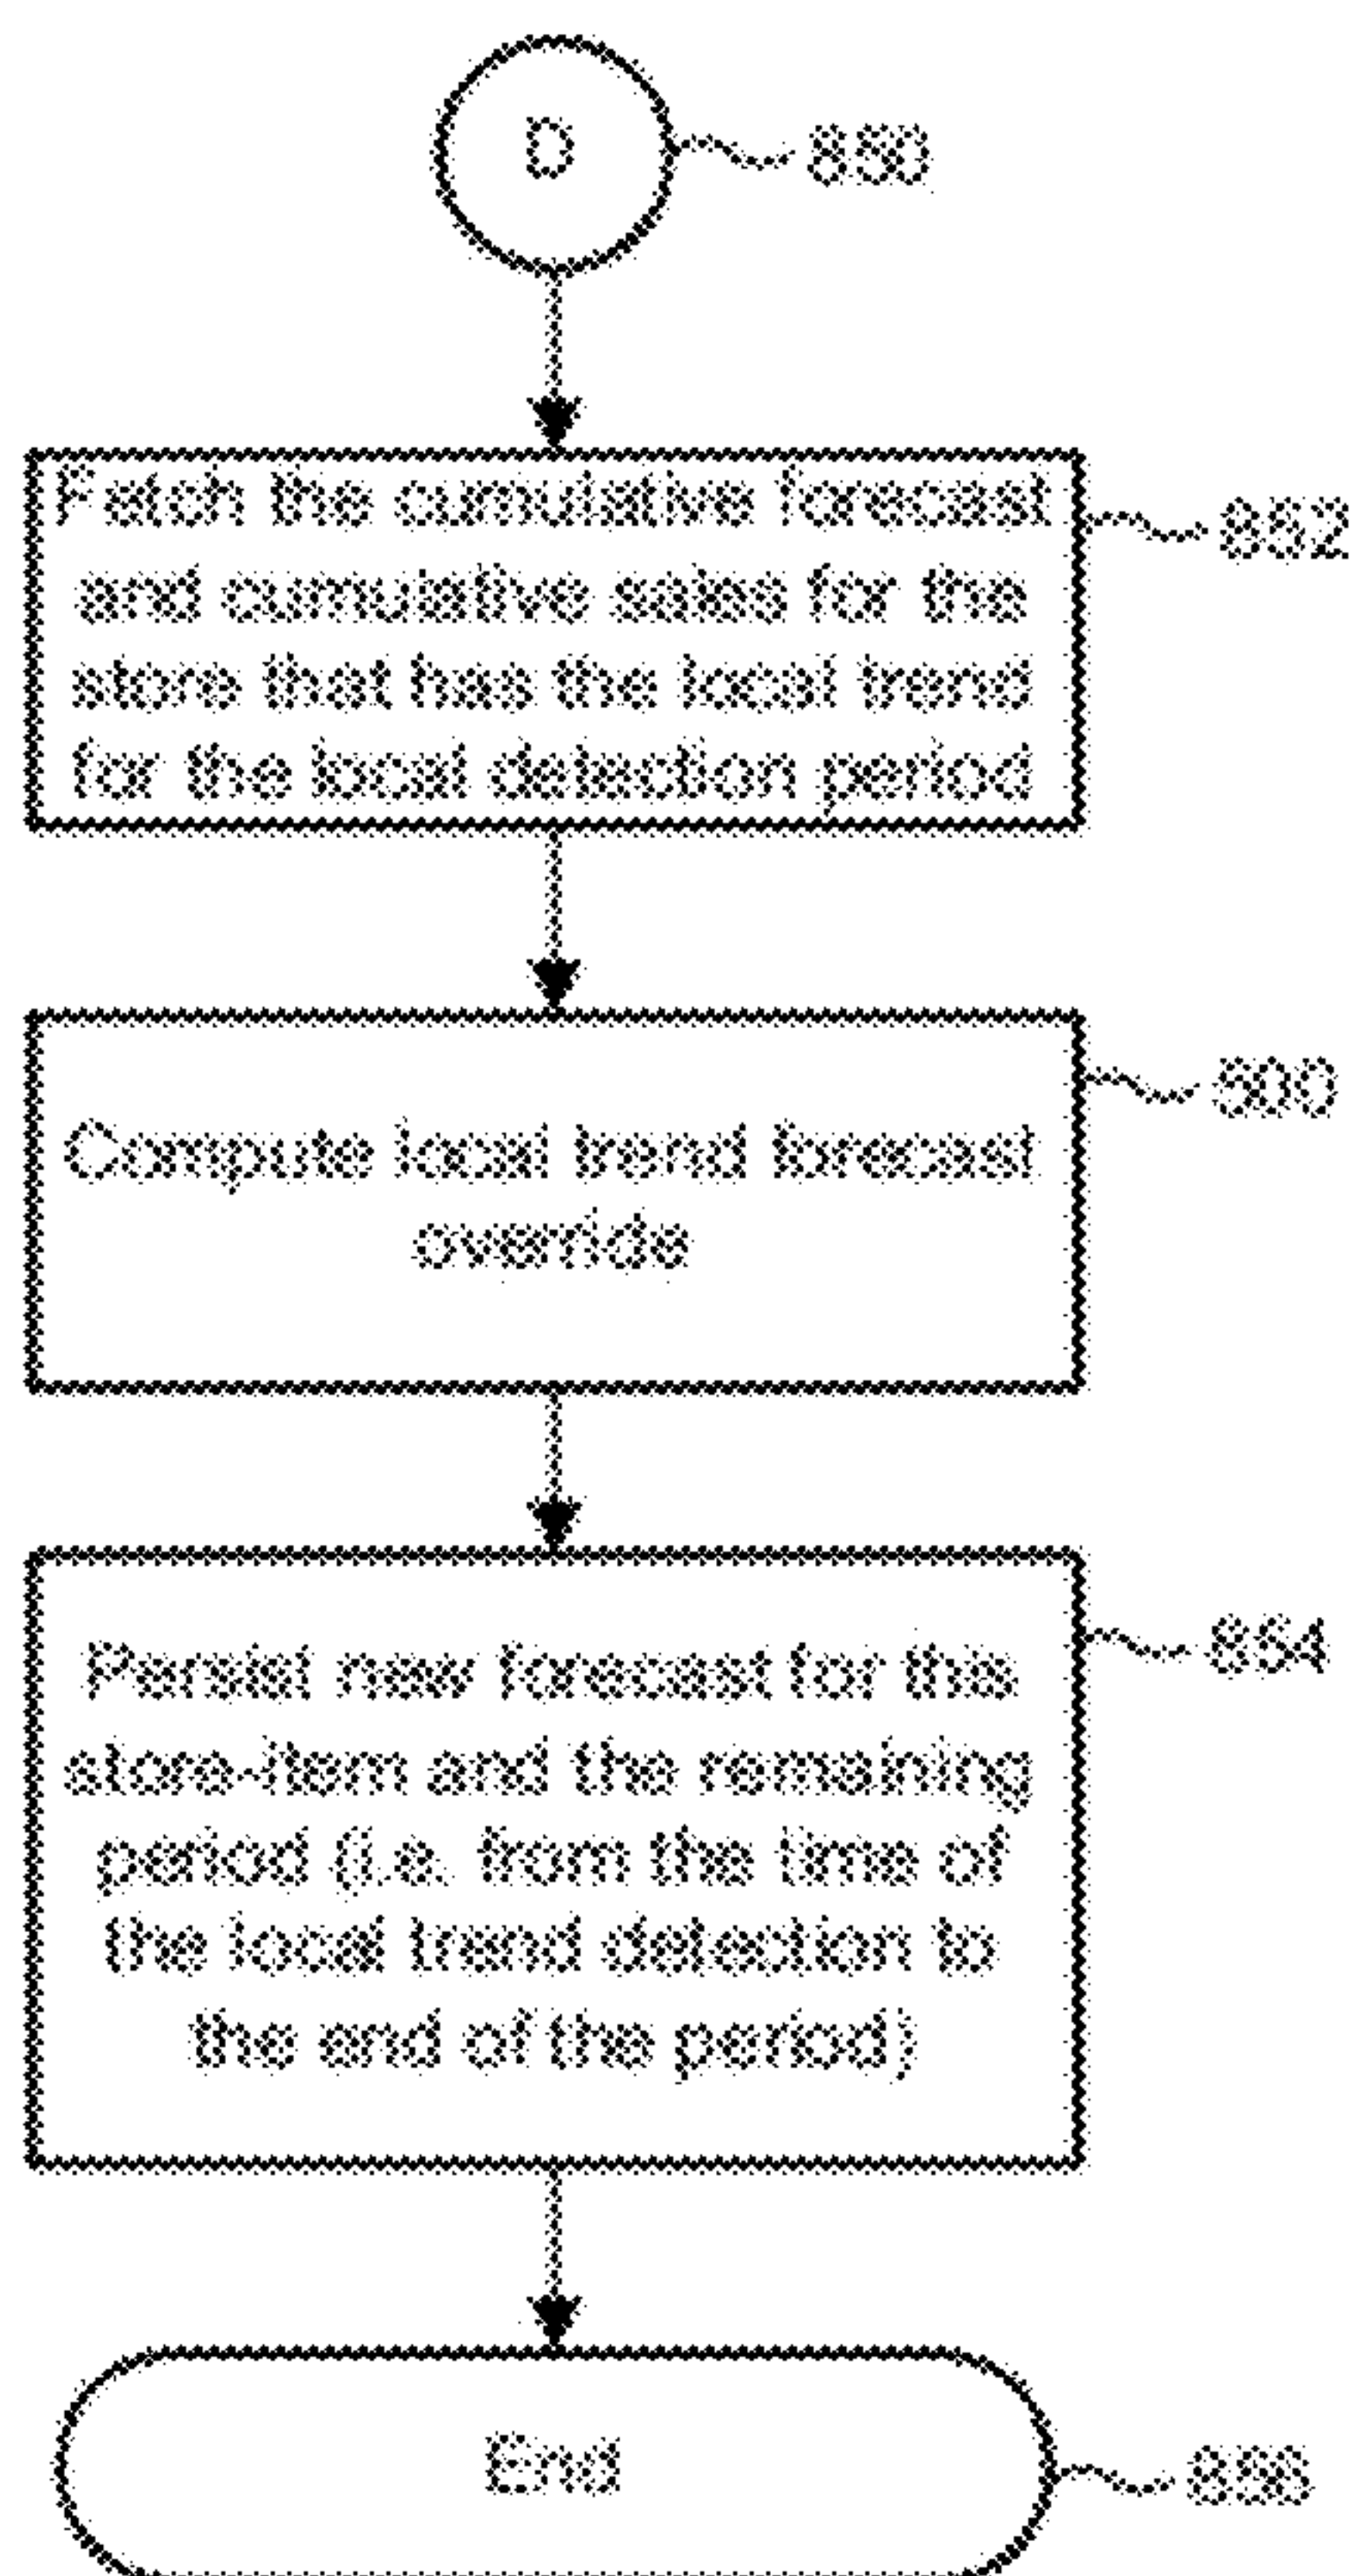 D
850
Fetch the cumulative forecast
and cumulative sales for the
store that has the local trend
for the local detection period
852
500
Compute local trend forecast
override
854
Persist new forecast for this
store-item and the remaining
period (i.e. from the time of
the local trend detection to
the end of the period)
End
856